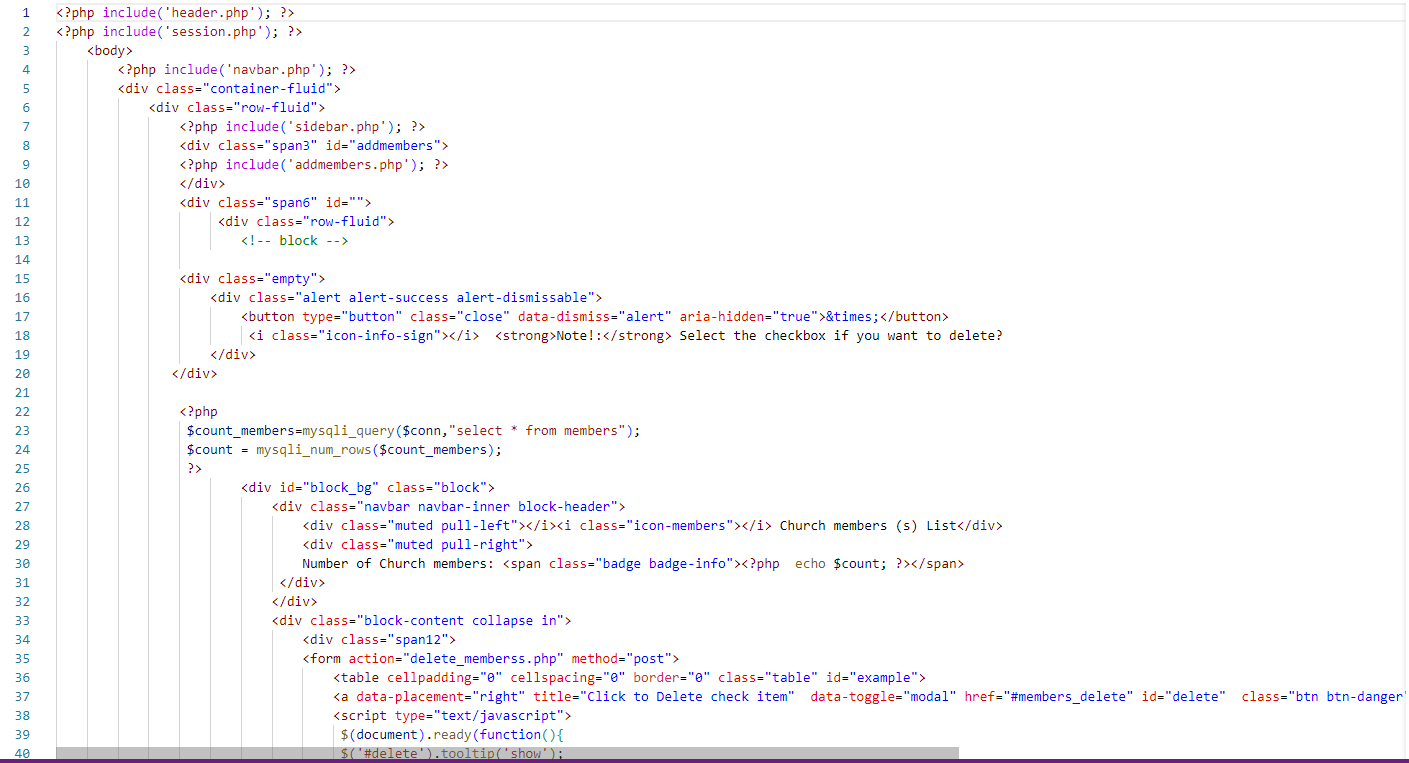 1 <?php include('header.php'); ?>
2 <?php include('session.php'); ?>
3 <body>
4 <?php include('navbar.php'); ?>
5 <div class="container-fluid">
6 <div class="row-fluid">
7 <?php include('sidebar.php'); ?>
8 <div class="span3" id="addmembers">
9 <?php include('addmembers.php'); ?>
10 </div>
11 <div class="span6" id="">
12 <div class="row-fluid">
13 <!-- block -->
14
15 <div class="empty">
16 <div class="alert alert-success alert-dismissable">
17 <button type="button" class="close" data-dismiss="alert" aria-hidden="true">&times;</button>
18 <i class="icon-info-sign"></i>  <strong>Note!:</strong> Select the checkbox if you want to delete?
19 </div>
20 </div>
21
22 <?php
23 $count_members=mysqli_query($conn,"select * from members");
24 $count = mysqli_num_rows($count_members);
25 ?>
26 <div id="block_bg" class="block">
27 <div class="navbar navbar-inner block-header">
28 <div class="muted pull-left"></i><i class="icon-members"></i> Church members (s) List</div>
29 <div class="muted pull-right">
30 Number of Church members: <span class="badge badge-info"><?php  echo $count; ?></span>
31 </div>
32 </div>
33 <div class="block-content collapse in">
34 <div class="span12">
35 <form action="delete_memberss.php" method="post">
36 <table cellpadding="0" cellspacing="0" border="0" class="table" id="example">
37 <a data-placement="right" title="Click to Delete check item"  data-toggle="modal" href="#members_delete" id="delete"  class="btn btn-danger"
38 <script type="text/javascript">
39 $(document).ready(function(){
40 $('#delete').tooltip('show');